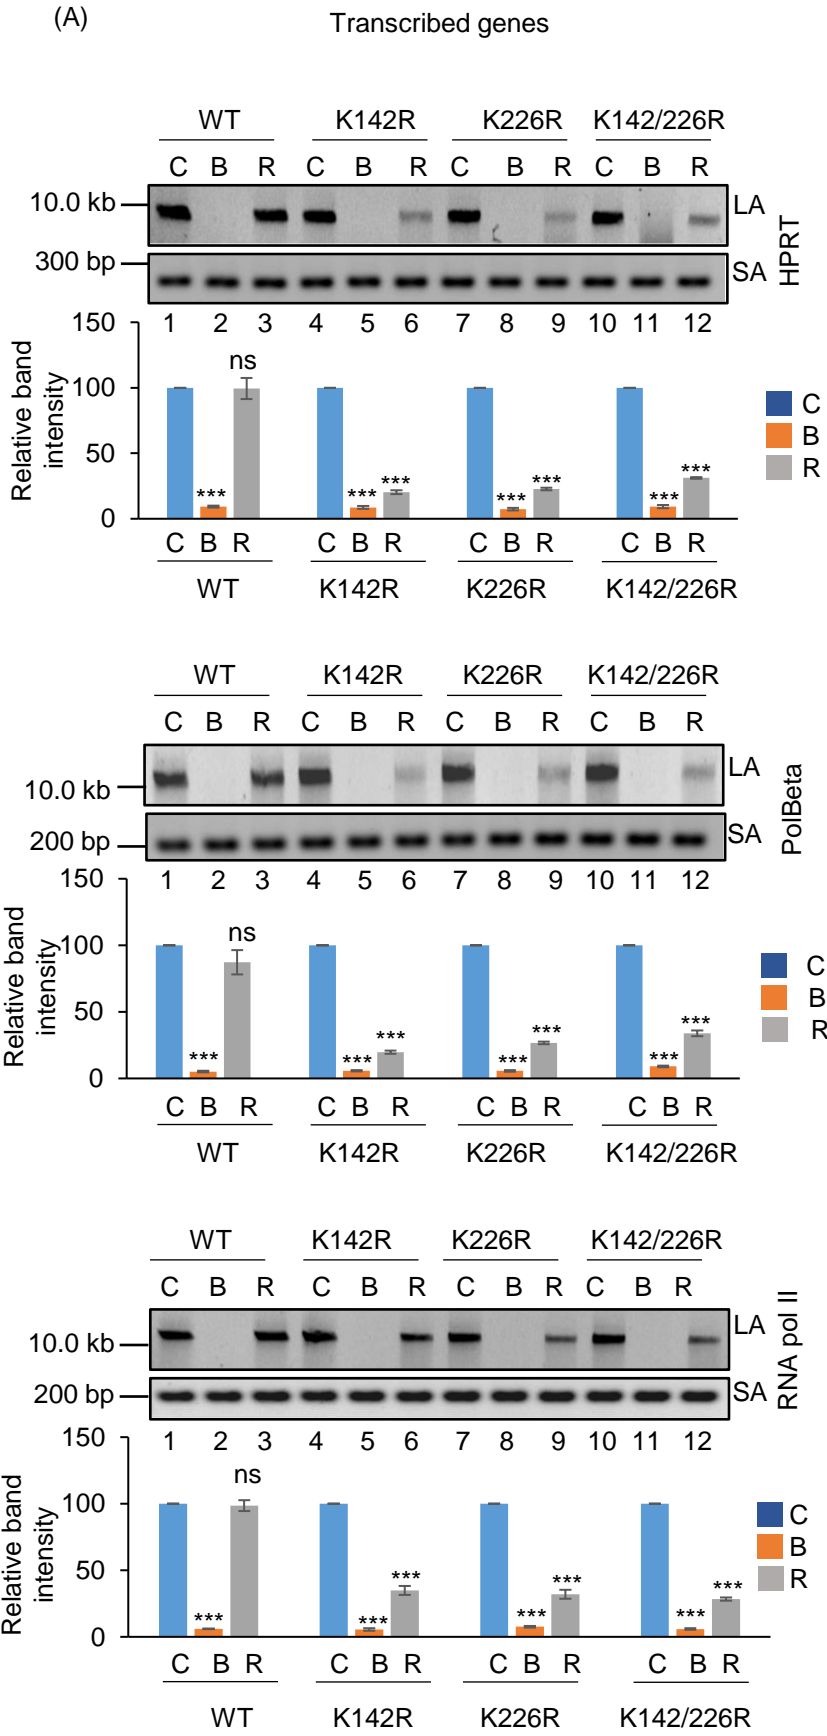 (A)
Transcribed genes
WT K142R K226R K142/226R
C B R C B R C B R C B R
10.0 kb LA
300 bp SA
HPRT
1 2 3 4 5 6 7 8 9 10 11 12
150
100
50
0
Relative band
intensity
ns
*** *** *** *** *** *** ***
C
B
R
C B R C B R C B R C B R
WT K142R K226R K142/226R
WT K142R K226R K142/226R
C B R C B R C B R C B R
LA
10.0 kb
200 bp SA
PolBeta
1 2 3 4 5 6 7 8 9 10 11 12
150
100
50
0
Relative band
intensity
ns
*** *** *** *** *** *** ***
C
B
R
C B R C B R C B R C B R
WT K142R K226R K142/226R
WT K142R K226R K142/226R
C B R C B R C B R C B R
LA
10.0 kb
200 bp SA
RNA pol II
1 2 3 4 5 6 7 8 9 10 11 12
150
100
50
0
Relative band
intensity
ns
*** *** *** *** *** *** ***
C
B
R
C B R C B R C B R C B R
WT K142R K226R K142/226R